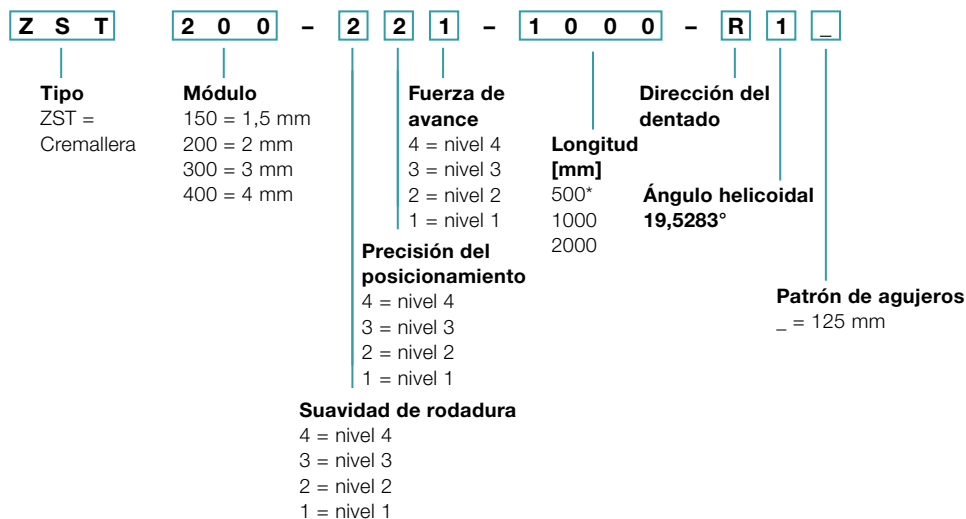 Z S T 2 0 0 – 2 2 1 – 1 0 0 0 – R 1 _
Tipo
ZST =
Cremallera
Módulo
150 = 1,5 mm
200 = 2 mm
300 = 3 mm
400 = 4 mm
Fuerza de
avance
4 = nivel 4
3 = nivel 3
2 = nivel 2
1 = nivel 1
Longitud
[mm]
500*
1000
2000
Dirección del
dentado
Ángulo helicoidal
19,5283°
Precisión del
posicionamiento
4 = nivel 4
3 = nivel 3
2 = nivel 2
1 = nivel 1
Patrón de agujeros
_ = 125 mm
Suavidad de rodadura
4 = nivel 4
3 = nivel 3
2 = nivel 2
1 = nivel 1